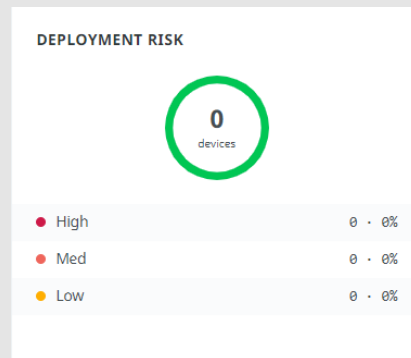 DEPLOYMENT RISK
0
devices
High 0 · 0%
Med 0 · 0%
Low 0 · 0%